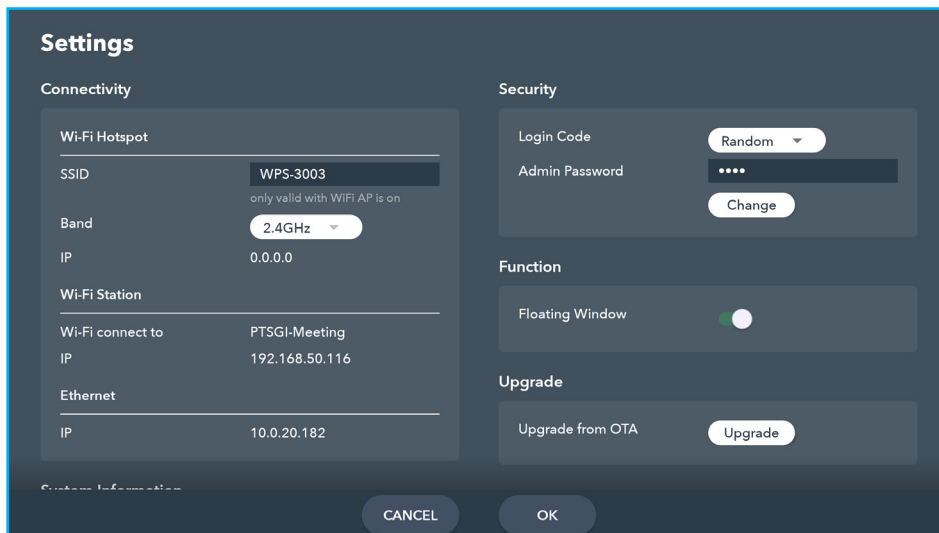 Settings
Connectivity
Wi-Fi Hotspot
SSID
WPS-3003
only valid with WiFi AP is on
Band
2.4GHz
IP
0.0.0.0
Wi-Fi Station
Wi-Fi connect to
PTSGI-Meeting
IP
192.168.50.116
Ethernet
IP
10.0.20.182
System Information
Security
Login Code
Random
Admin Password
••••
Change
Function
Floating Window
Upgrade
Upgrade from OTA
Upgrade
CANCEL
OK